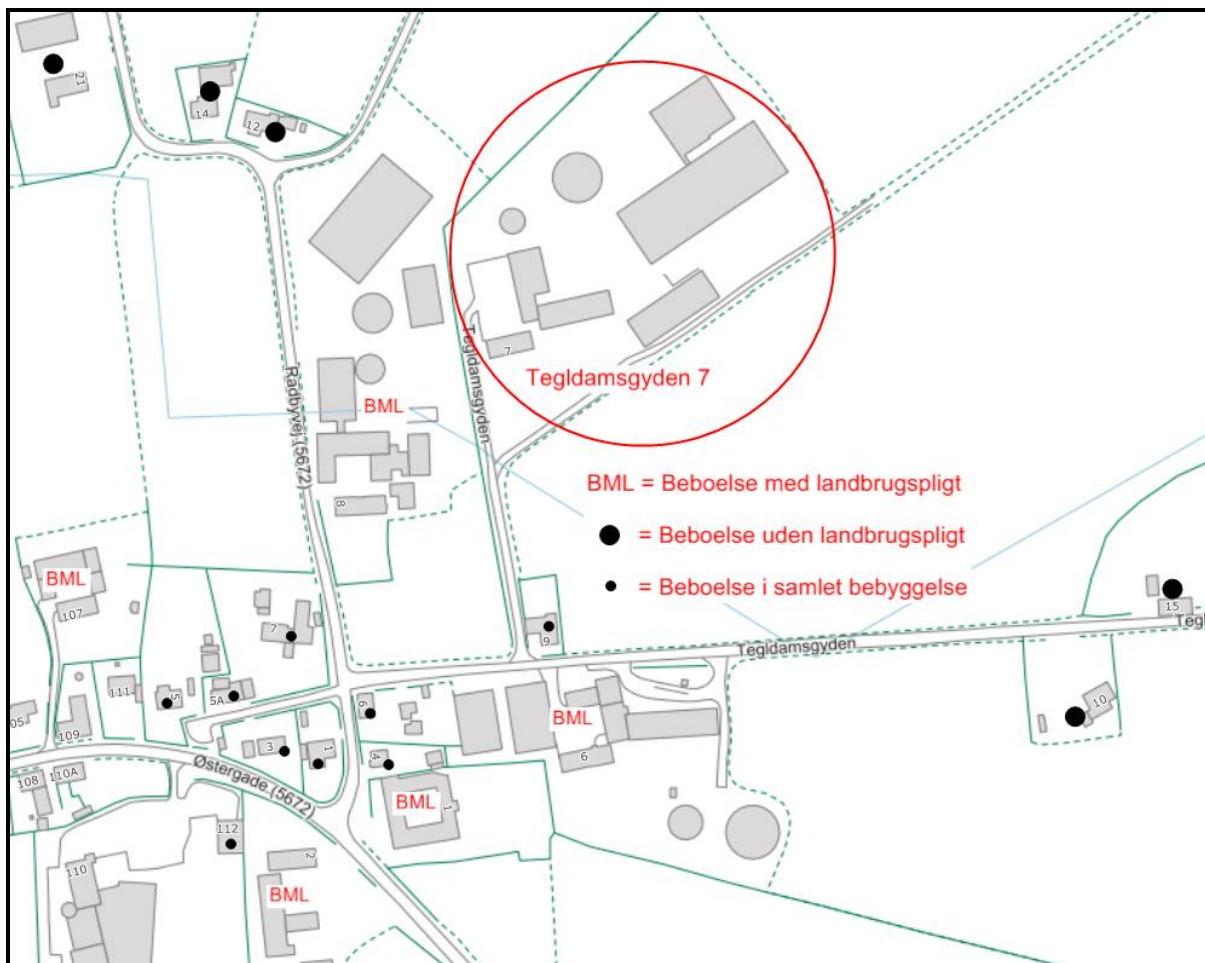 21
14
12
Tegldamsgyden
7
Tegldamsgyden 7
Radbyvej (5672)
BML
8
BML = Beboelse med landbrugspligt
= Beboelse uden landbrugspligt
= Beboelse i samlet bebyggelse
BML
107
7
9
15
Tegl
Tegldamsgyden
111
5
5A
6
10
05
109
3
1
4
BML
6
Østergade (5672)
108
110A
BML
1
112
2
110
BML